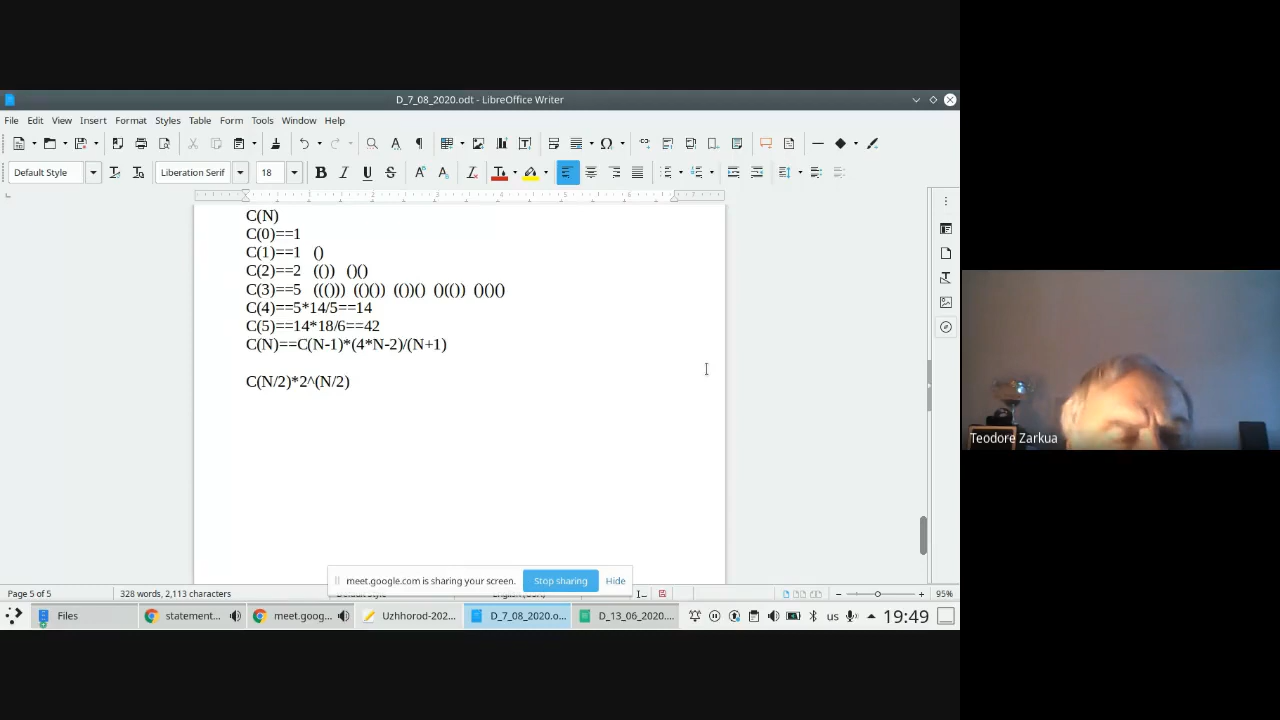 D_7_08_2020.odt - LibreOffice Writer
File Edit View Insert Format Styles Table Form Tools Window Help
Default Style Liberation Serif 18
C(N)
C(0)==1
C(1)==1 ()
C(2)==2 (()) ()()
C(3)==5 ((())) (()()) (())() ()(()) ()()()
C(4)==5*14/5==14
C(5)==14*18/6==42
C(N)==C(N-1)*(4*N-2)/(N+1)
C(N/2)*2^(N/2)
Teodore Zarkua
meet.google.com is sharing your screen. Stop sharing Hide
Page 5 of 5 328 words, 2,113 characters Default Style English (USA) 95%
Files statement... meet.goog... Uzhhorod-202... D_7_08_2020.o... D_13_06_2020.... us 19:49